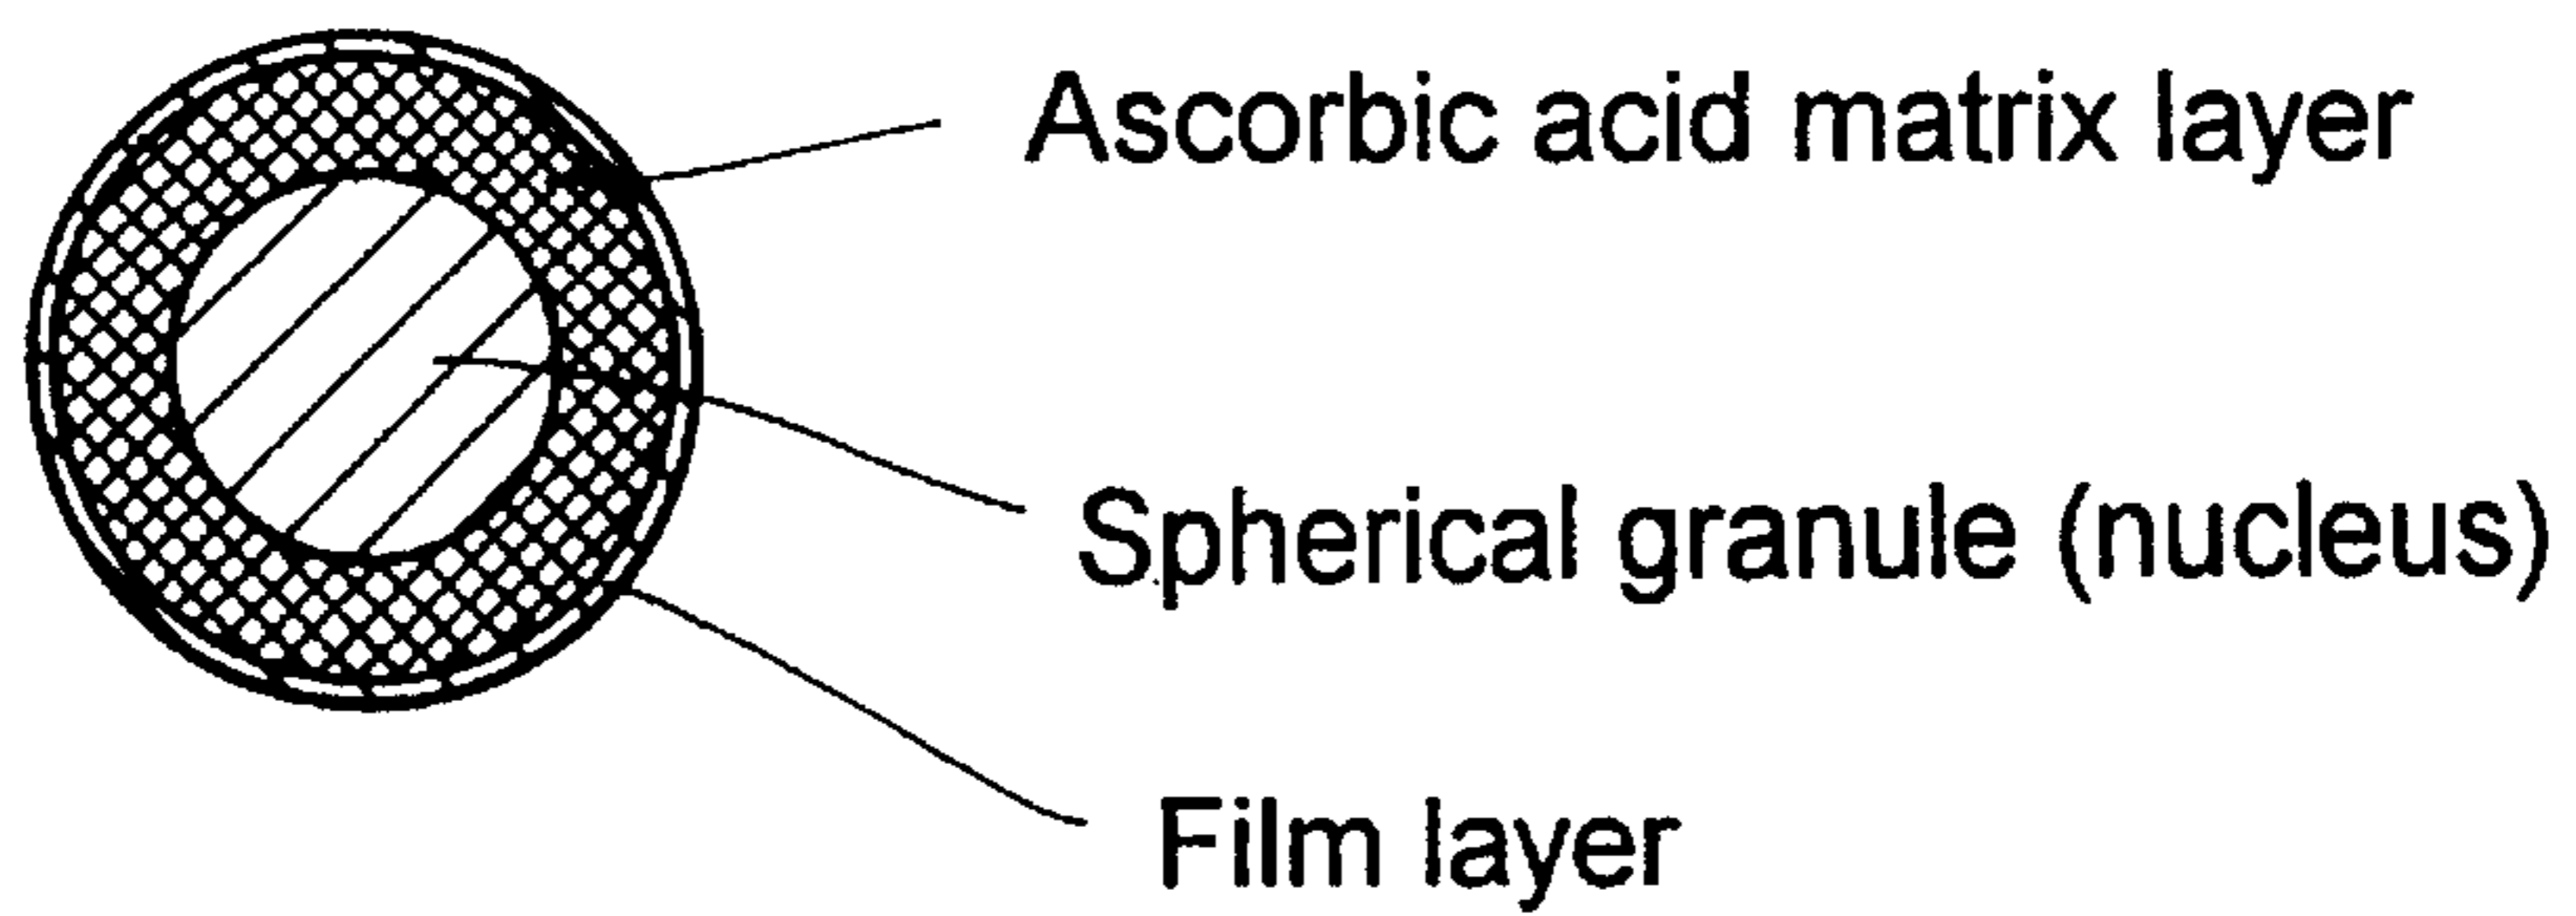 Ascorbic acid matrix layer
Spherical granule (nucleus)
Film layer